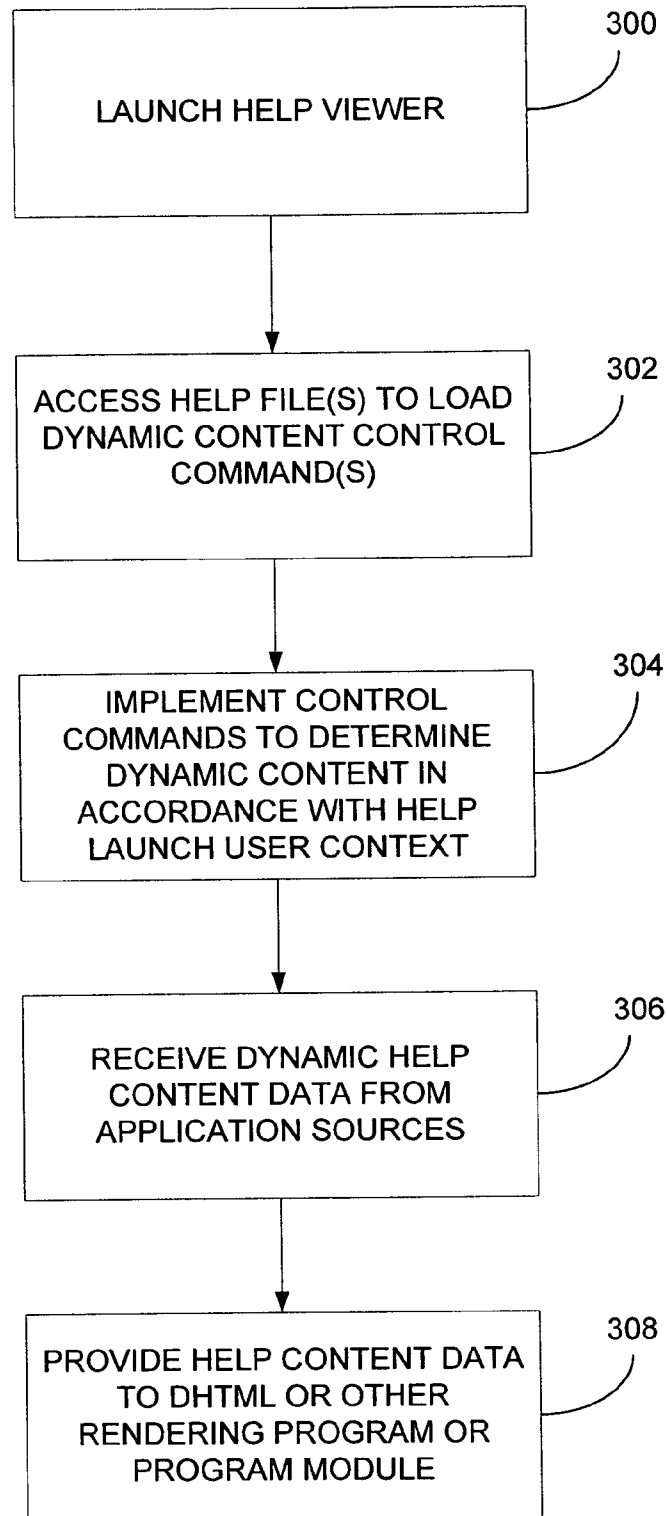 300
LAUNCH HELP VIEWER
302
ACCESS HELP FILE(S) TO LOAD
DYNAMIC CONTENT CONTROL
COMMAND(S)
304
IMPLEMENT CONTROL
COMMANDS TO DETERMINE
DYNAMIC CONTENT IN
ACCORDANCE WITH HELP
LAUNCH USER CONTEXT
306
RECEIVE DYNAMIC HELP
CONTENT DATA FROM
APPLICATION SOURCES
308
PROVIDE HELP CONTENT DATA
TO DHTML OR OTHER
RENDERING PROGRAM OR
PROGRAM MODULE